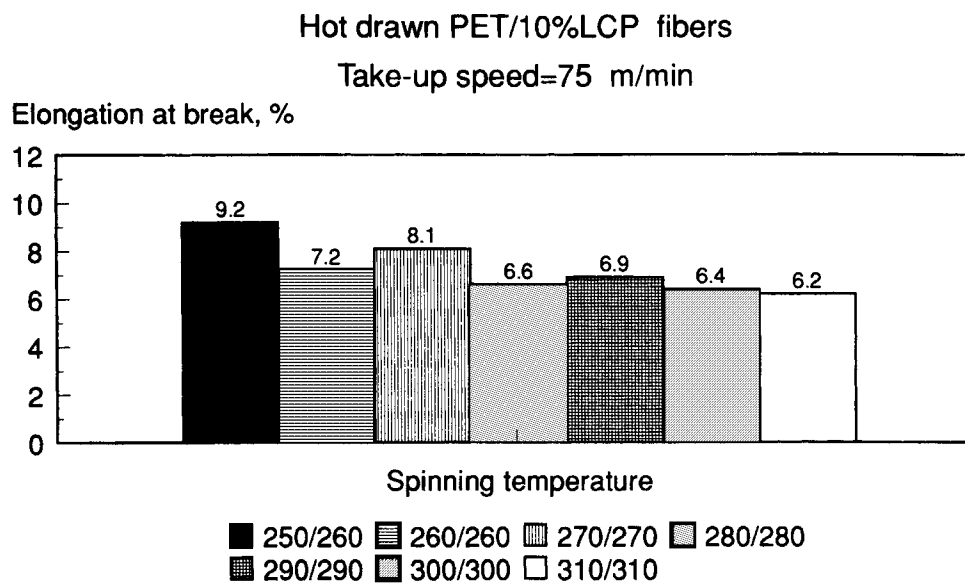 Hot drawn PET/10%LCP fibers
Take-up speed=75 m/min
Elongation at break, %
12
10
8
6
4
2
0
9.2
7.2
8.1
6.6
6.9
6.4
6.2
Spinning temperature
250/260 260/260 270/270 280/280
290/290 300/300 310/310